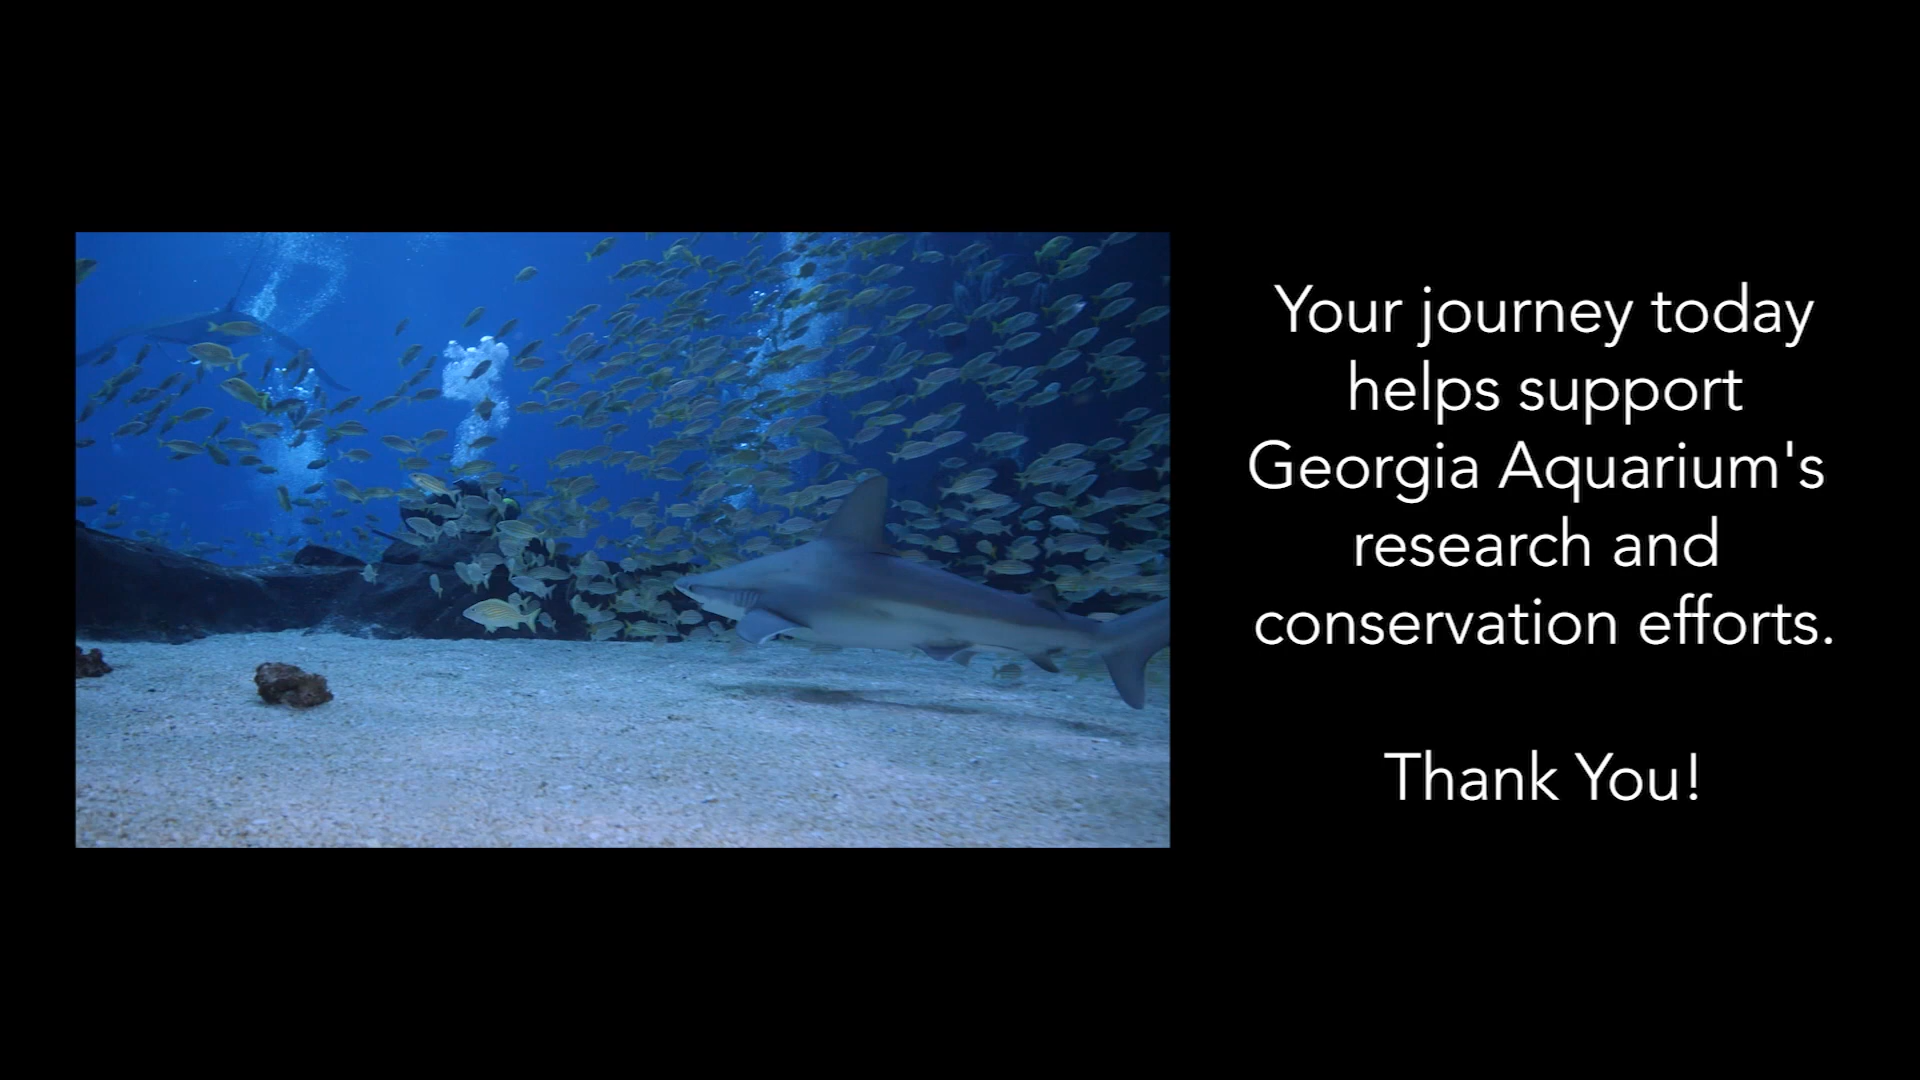 Your journey today
helps support
Georgia Aquarium's
research and
conservation efforts.
Thank You!